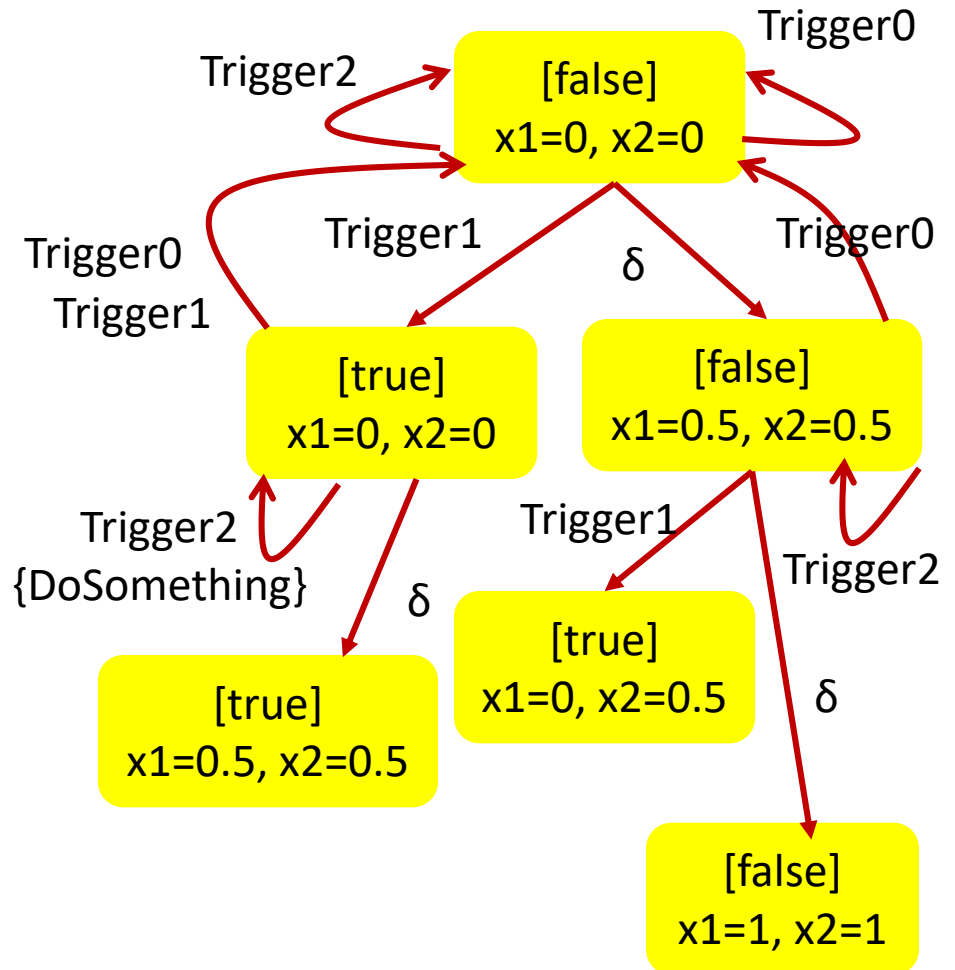 Trigger0
Trigger2
[false]
x1=0, x2=0
Trigger0
Trigger1
Trigger1
δ
Trigger0
[true]
x1=0, x2=0
[false]
x1=0.5, x2=0.5
Trigger2
{DoSomething}
δ
Trigger1
Trigger2
[true]
x1=0.5, x2=0.5
[true]
x1=0, x2=0.5
δ
[false]
x1=1, x2=1